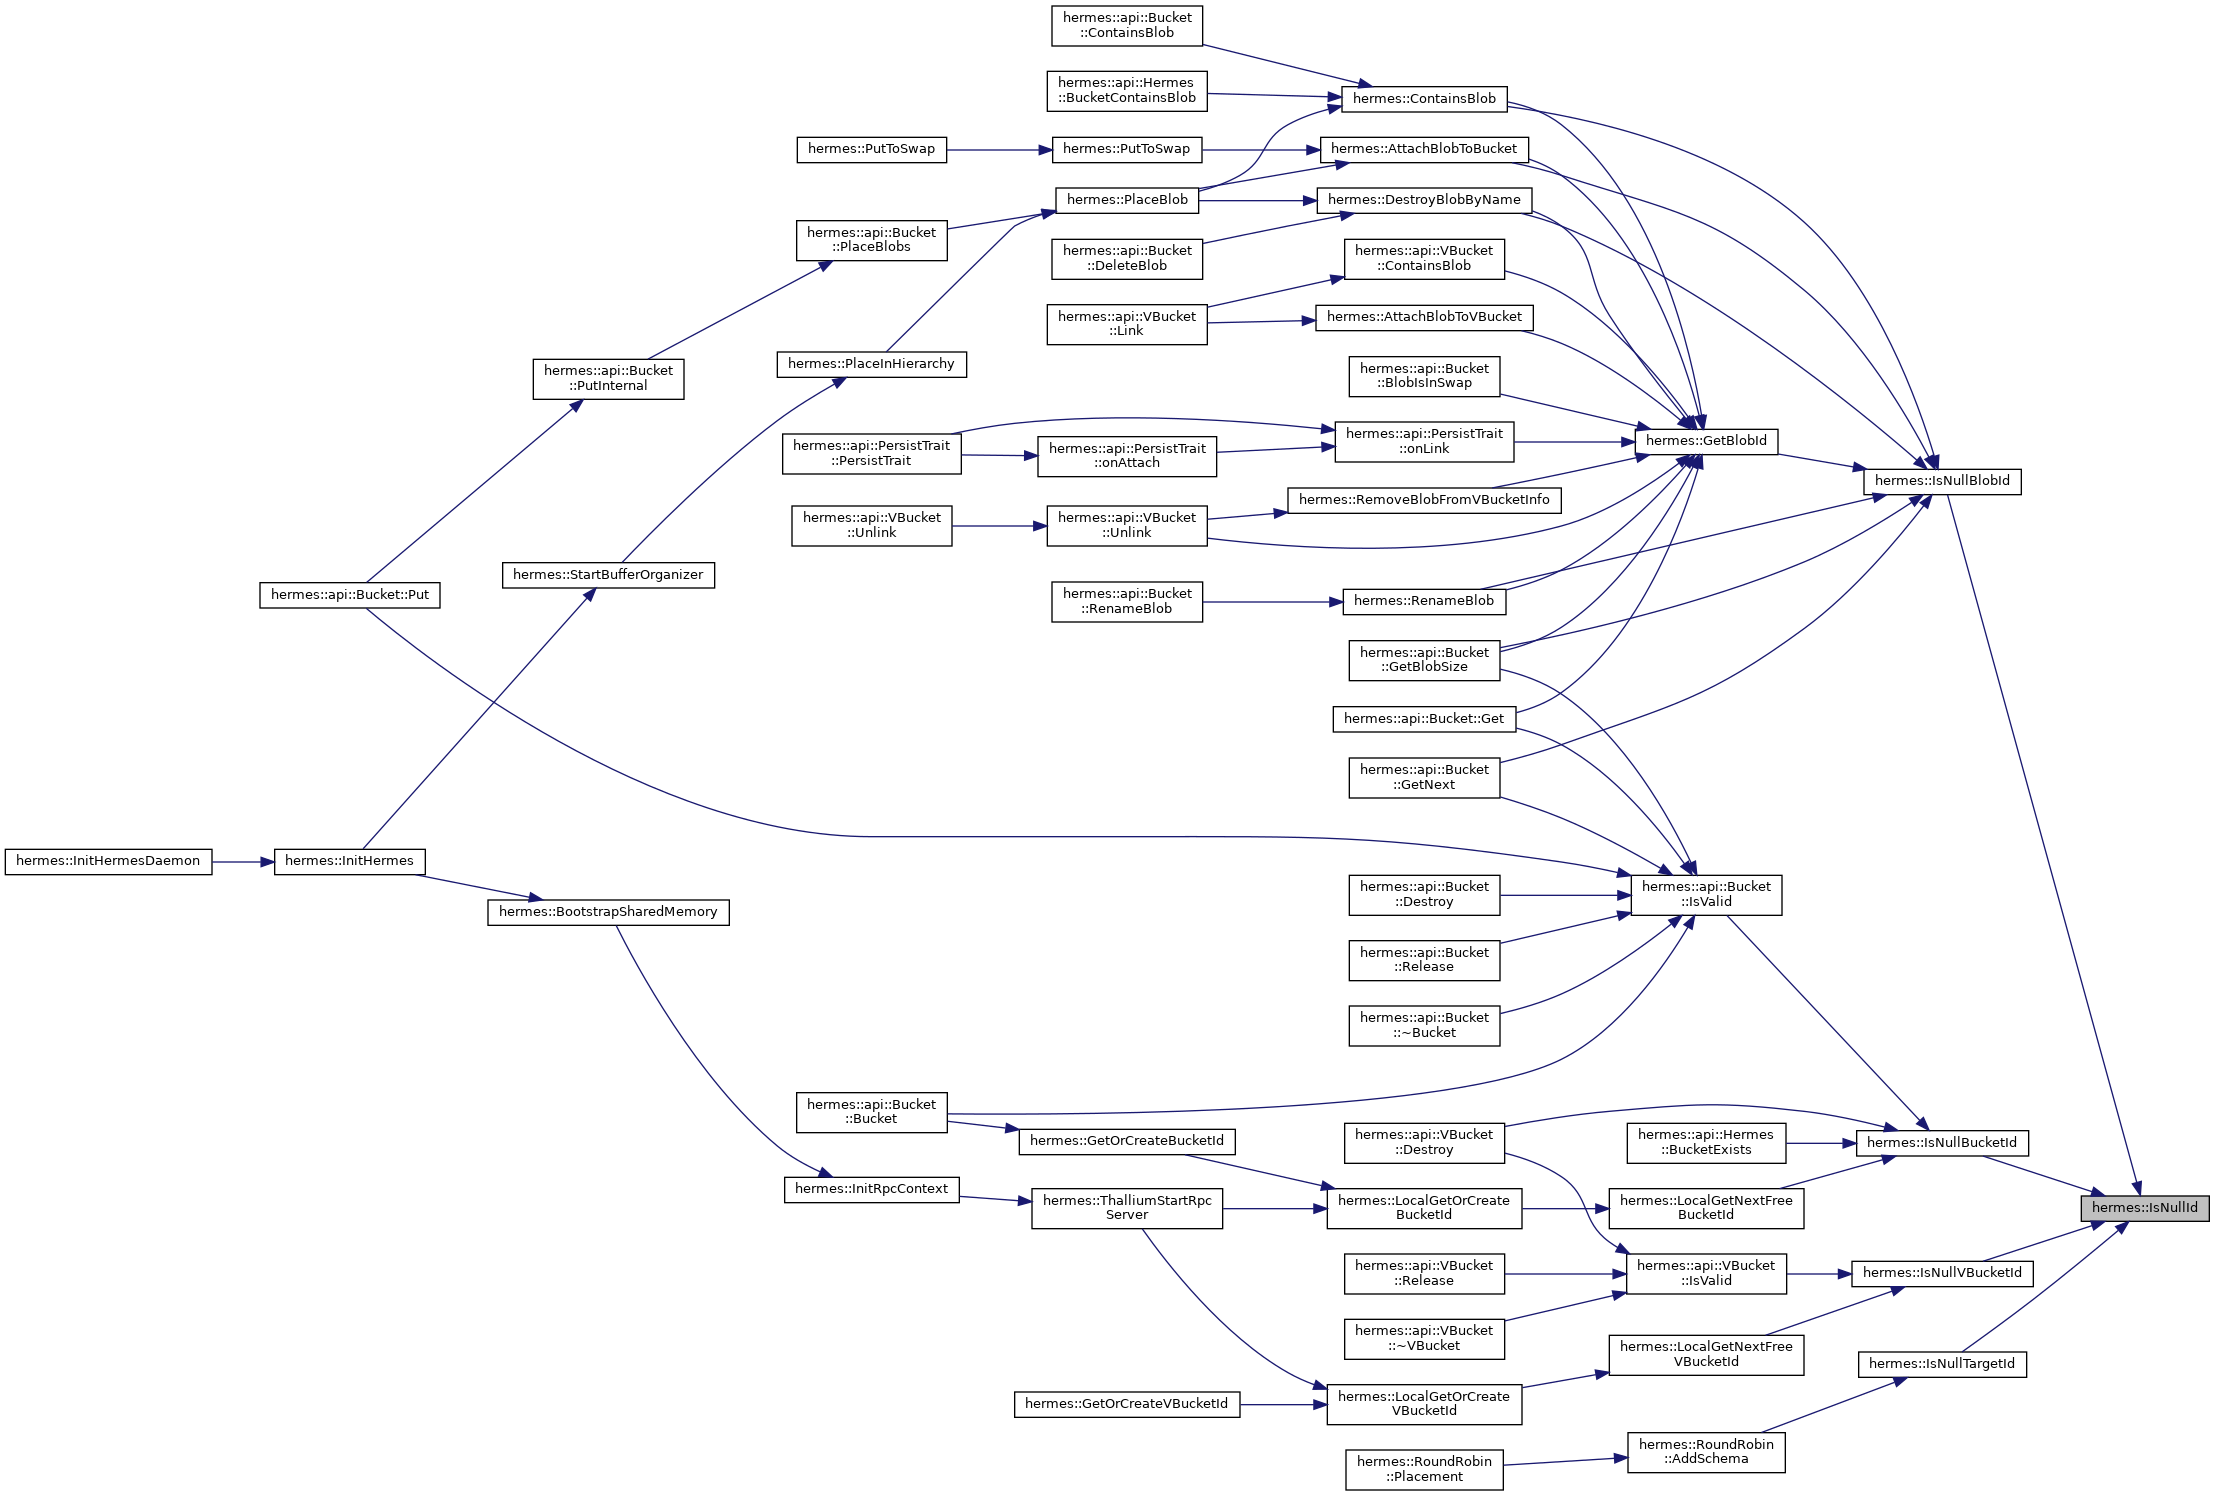 hermes::api::Bucket
::ContainsBlob
hermes::api::Hermes
::BucketContainsBlob
hermes::ContainsBlob
hermes::PutToSwap
hermes::PutToSwap
hermes::AttachBlobToBucket
hermes::PlaceBlob
hermes::DestroyBlobByName
hermes::api::Bucket
::PlaceBlobs
hermes::api::Bucket
::DeleteBlob
hermes::api::VBucket
::ContainsBlob
hermes::api::VBucket
::Link
hermes::AttachBlobToVBucket
hermes::api::Bucket
::PutInternal
hermes::PlaceInHierarchy
hermes::api::Bucket
::BlobIsInSwap
hermes::api::PersistTrait
::PersistTrait
hermes::api::PersistTrait
::onAttach
hermes::api::PersistTrait
::onLink
hermes::GetBlobId
hermes::IsNullBlobId
hermes::RemoveBlobFromVBucketInfo
hermes::api::VBucket
::Unlink
hermes::api::VBucket
::Unlink
hermes::StartBufferOrganizer
hermes::api::Bucket::Put
hermes::api::Bucket
::RenameBlob
hermes::RenameBlob
hermes::api::Bucket
::GetBlobSize
hermes::api::Bucket::Get
hermes::api::Bucket
::GetNext
hermes::InitHermesDaemon
hermes::InitHermes
hermes::BootstrapSharedMemory
hermes::api::Bucket
::Destroy
hermes::api::Bucket
::IsValid
hermes::api::Bucket
::Release
hermes::api::Bucket
::~Bucket
hermes::api::Bucket
::Bucket
hermes::GetOrCreateBucketId
hermes::api::VBucket
::Destroy
hermes::api::Hermes
::BucketExists
hermes::IsNullBucketId
hermes::InitRpcContext
hermes::ThalliumStartRpc
Server
hermes::LocalGetOrCreate
BucketId
hermes::LocalGetNextFree
BucketId
hermes::IsNullId
hermes::api::VBucket
::Release
hermes::api::VBucket
::IsValid
hermes::IsNullVBucketId
hermes::api::VBucket
::~VBucket
hermes::LocalGetNextFree
VBucketId
hermes::IsNullTargetId
hermes::GetOrCreateVBucketId
hermes::LocalGetOrCreate
VBucketId
hermes::RoundRobin
::AddSchema
hermes::RoundRobin
::Placement